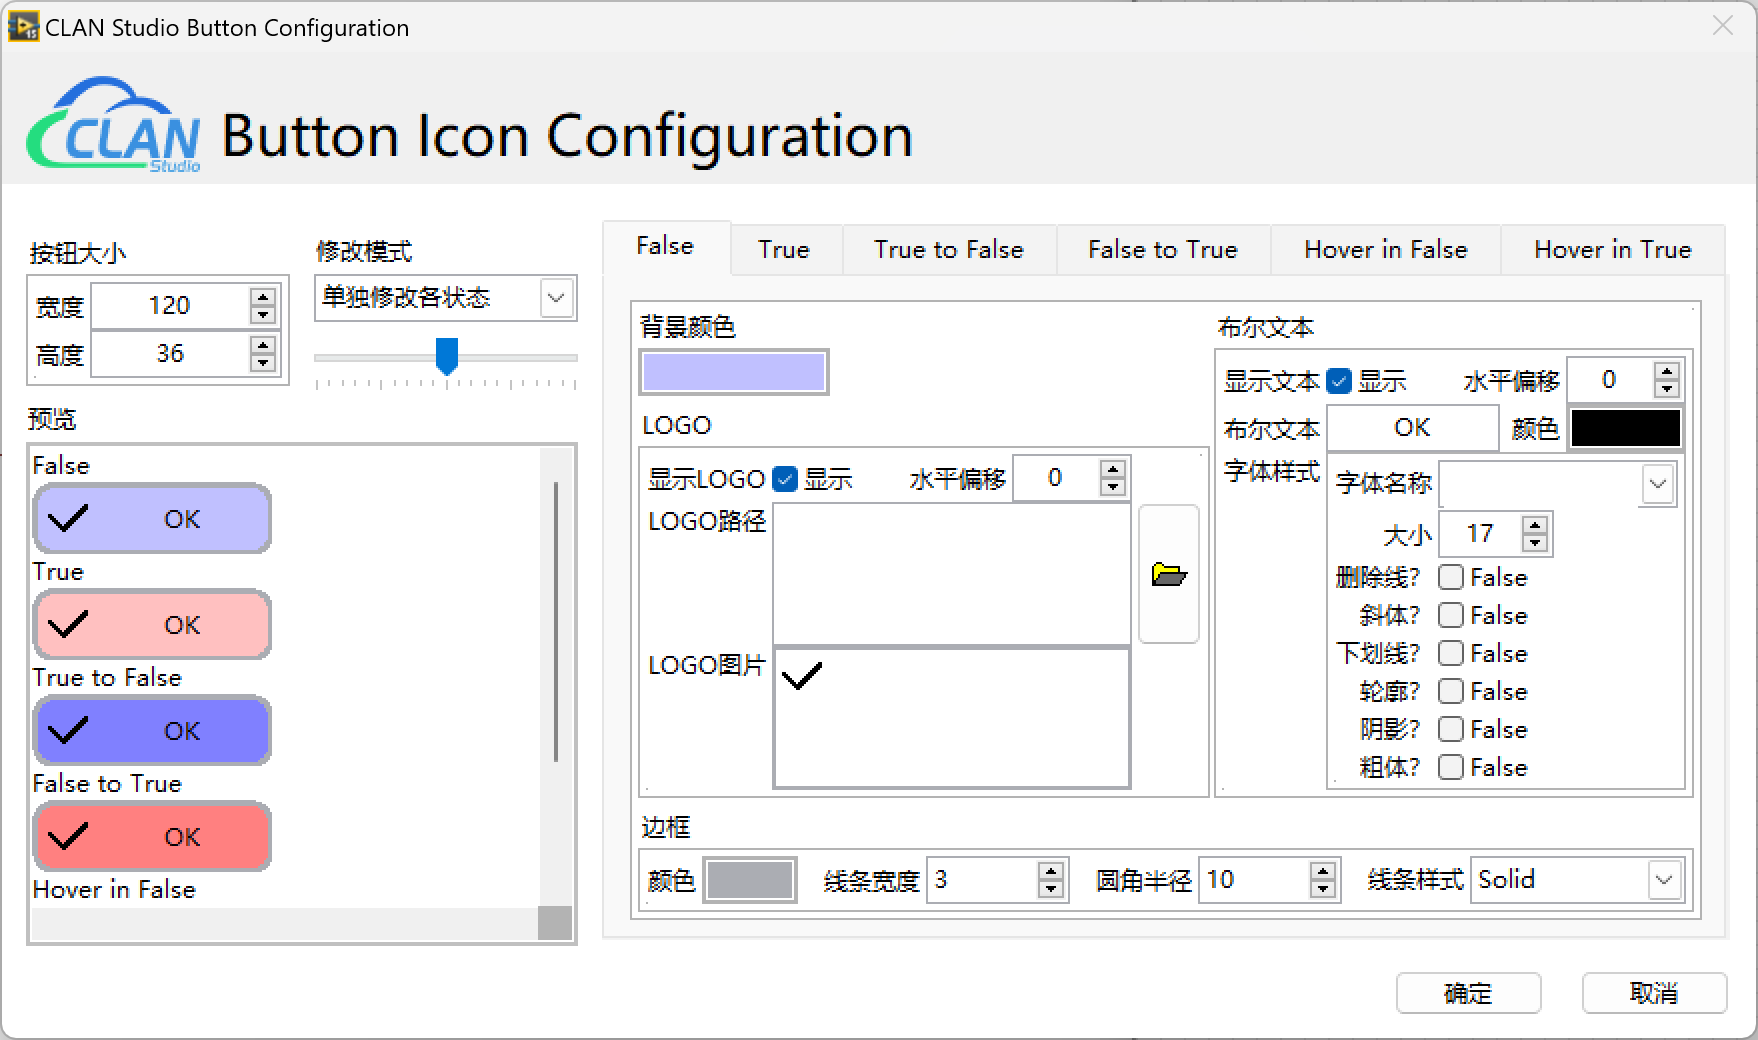 CLAN Studio Button Configuration
CLAN Studio
Button Icon Configuration
按钮大小
宽度 120
高度 36
修改模式
单独修改各状态
预览
False
OK
True
OK
True to False
OK
False to True
OK
Hover in False
False True True to False False to True Hover in False Hover in True
背景颜色
LOGO
显示LOGO 显示 水平偏移 0
LOGO路径
LOGO图片
布尔文本
显示文本 显示 水平偏移 0
布尔文本 OK 颜色
字体样式 字体名称
大小 17
删除线? False
斜体? False
下划线? False
轮廓? False
阴影? False
粗体? False
边框
颜色 线条宽度 3 圆角半径 10 线条样式 Solid
确定 取消